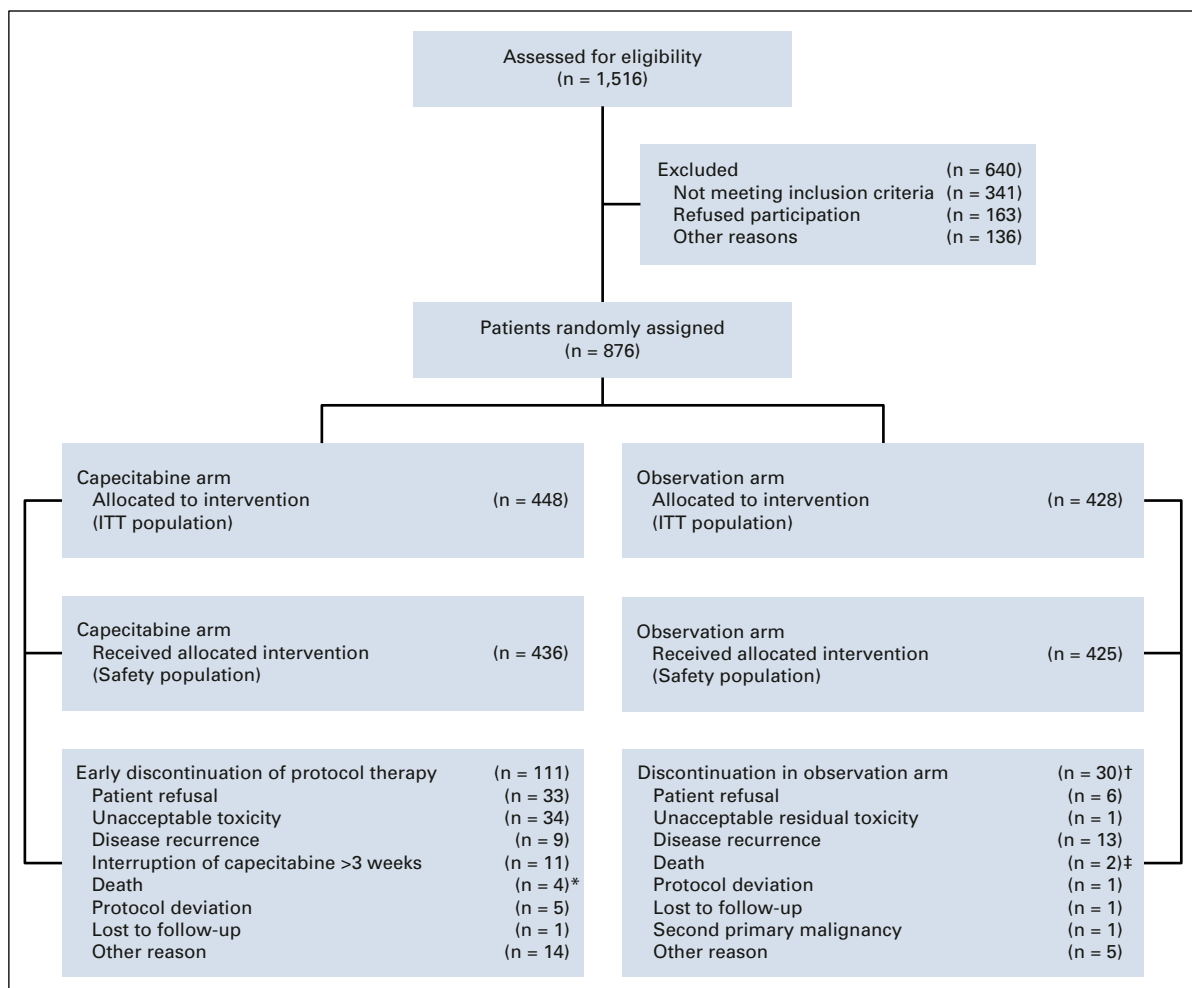 Assessed for eligibility
(n = 1,516)
Excluded (n = 640)
Not meeting inclusion criteria (n = 341)
Refused participation (n = 163)
Other reasons (n = 136)
Patients randomly assigned
(n = 876)
Capecitabine arm
Allocated to intervention (n = 448)
(ITT population)
Observation arm
Allocated to intervention (n = 428)
(ITT population)
Capecitabine arm
Received allocated intervention (n = 436)
(Safety population)
Observation arm
Received allocated intervention (n = 425)
(Safety population)
Early discontinuation of protocol therapy (n = 111)
Patient refusal (n = 33)
Unacceptable toxicity (n = 34)
Disease recurrence (n = 9)
Interruption of capecitabine >3 weeks (n = 11)
Death (n = 4)*
Protocol deviation (n = 5)
Lost to follow-up (n = 1)
Other reason (n = 14)
Discontinuation in observation arm (n = 30)†
Patient refusal (n = 6)
Unacceptable residual toxicity (n = 1)
Disease recurrence (n = 13)
Death (n = 2)‡
Protocol deviation (n = 1)
Lost to follow-up (n = 1)
Second primary malignancy (n = 1)
Other reason (n = 5)